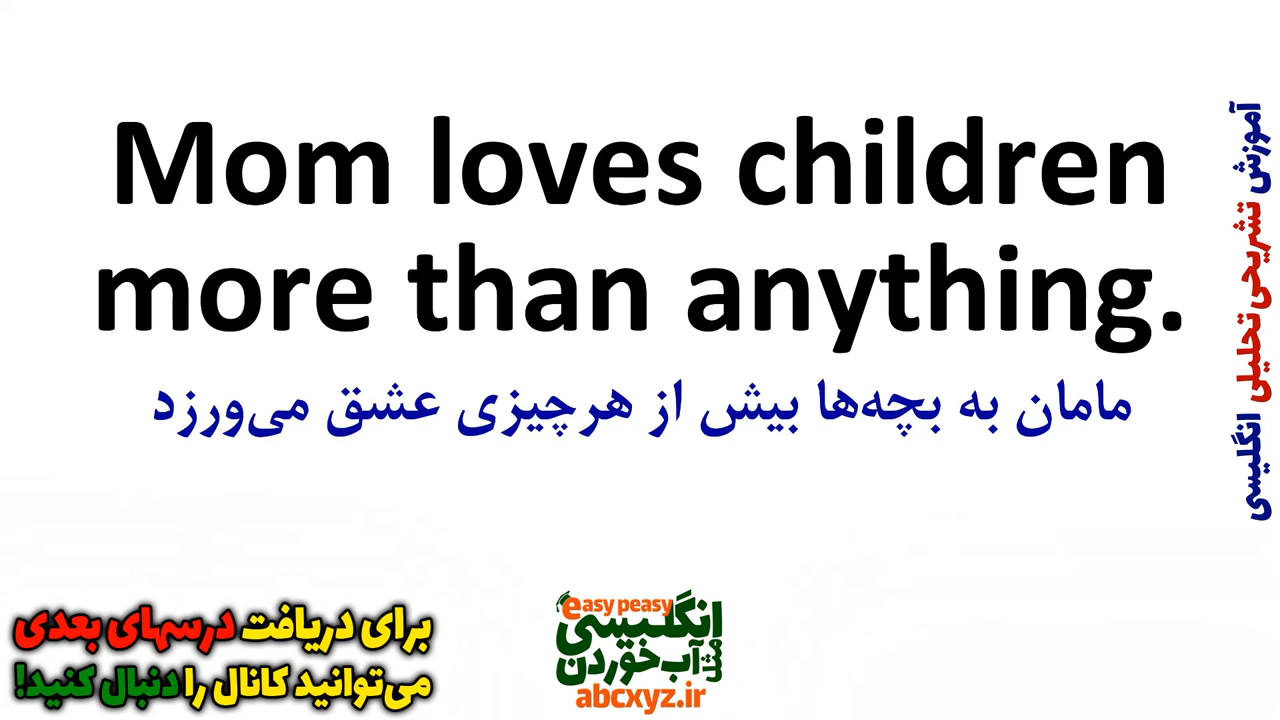 Mom loves children
more than anything.
مامان به بچه‌ها بیش از هرچیزی عشق می‌ورزد
آموزش تشریحی تحلیلی انگلیسی
برای دریافت درسهای بعدی
می‌توانید کانال را دنبال کنید!
easy peasy
انگلیسی
مثل آب خوردن
abcxyz.ir